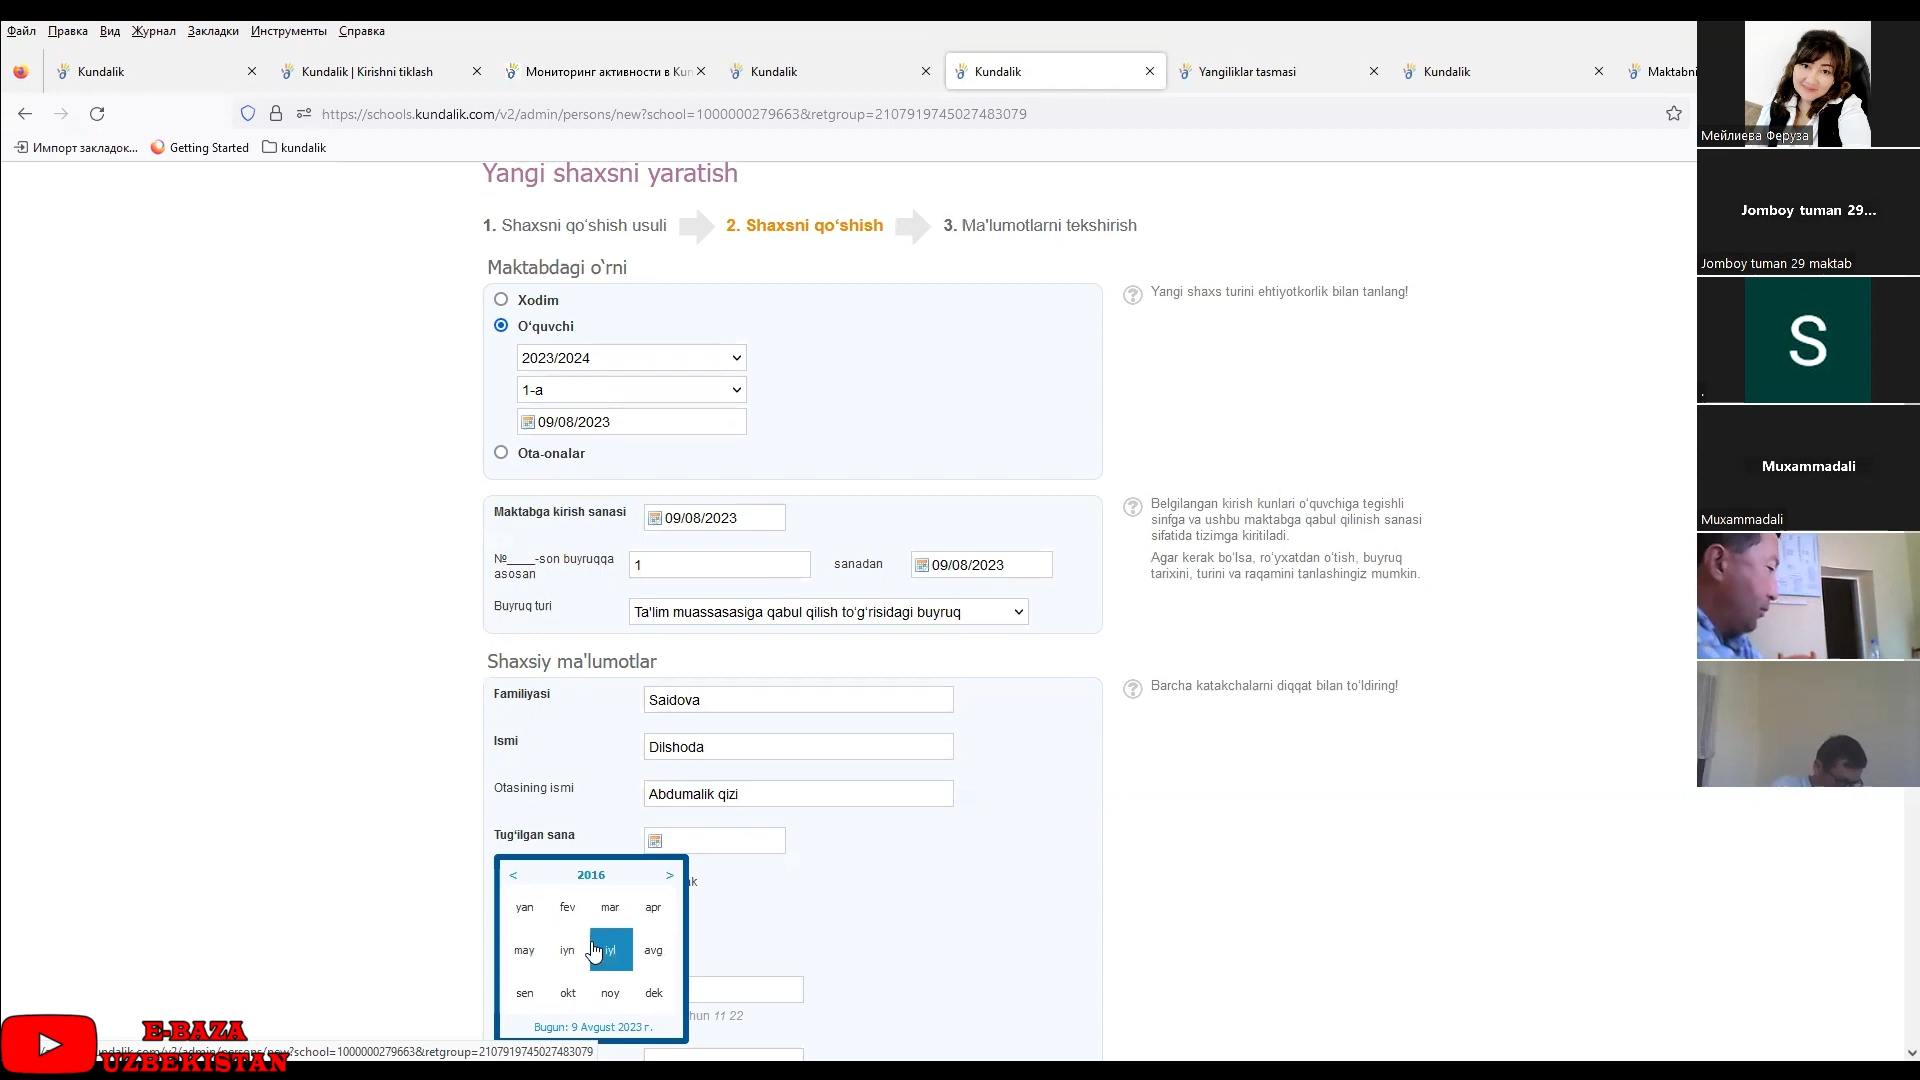 Файл Правка Вид Журнал Закладки Инструменты Справка
Kundalik
Kundalik | Kirishni tiklash
Мониторинг активности в Kun
Kundalik
Kundalik
Yangiliklar tasmasi
Kundalik
Maktabni
https://schools.kundalik.com/v2/admin/persons/new?school=1000000279663&retgroup=2107919745027483079
Импорт закладок... Getting Started kundalik
Yangi shaxsni yaratish
1. Shaxsni qo‘shish usuli 2. Shaxsni qo‘shish 3. Ma'lumotlarni tekshirish
Maktabdagi o`rni
Xodim
O‘quvchi
2023/2024
1-a
09/08/2023
Ota-onalar
Yangi shaxs turini ehtiyotkorlik bilan tanlang!
Maktabga kirish sanasi 09/08/2023
№____-son buyruqqa
asosan
1 sanadan 09/08/2023
Buyruq turi Ta'lim muassasasiga qabul qilish to‘g‘risidagi buyruq
Belgilangan kirish kunlari o‘quvchiga tegishli
sinfga va ushbu maktabga qabul qilinish sanasi
sifatida tizimga kiritiladi.
Agar kerak bo‘lsa, ro‘yxatdan o‘tish, buyruq
tarixini, turini va raqamini tanlashingiz mumkin.
Shaxsiy ma'lumotlar
Familiyasi Saidova
Ismi Dilshoda
Otasining ismi Abdumalik qizi
Tug‘ilgan sana
Barcha katakchalarni diqqat bilan to‘ldiring!
< 2016 >
yan fev mar apr
may iyn iyl avg
sen okt noy dek
Bugun: 9 Avgust 2023 г.
hun 11 22
E-BAZA
UZBEKISTAN
?school=1000000279663&retgroup=2107919745027483079
Мейлиева Феруза
Jomboy tuman 29...
Jomboy tuman 29 maktab
S
.
Muxammadali
Muxammadali